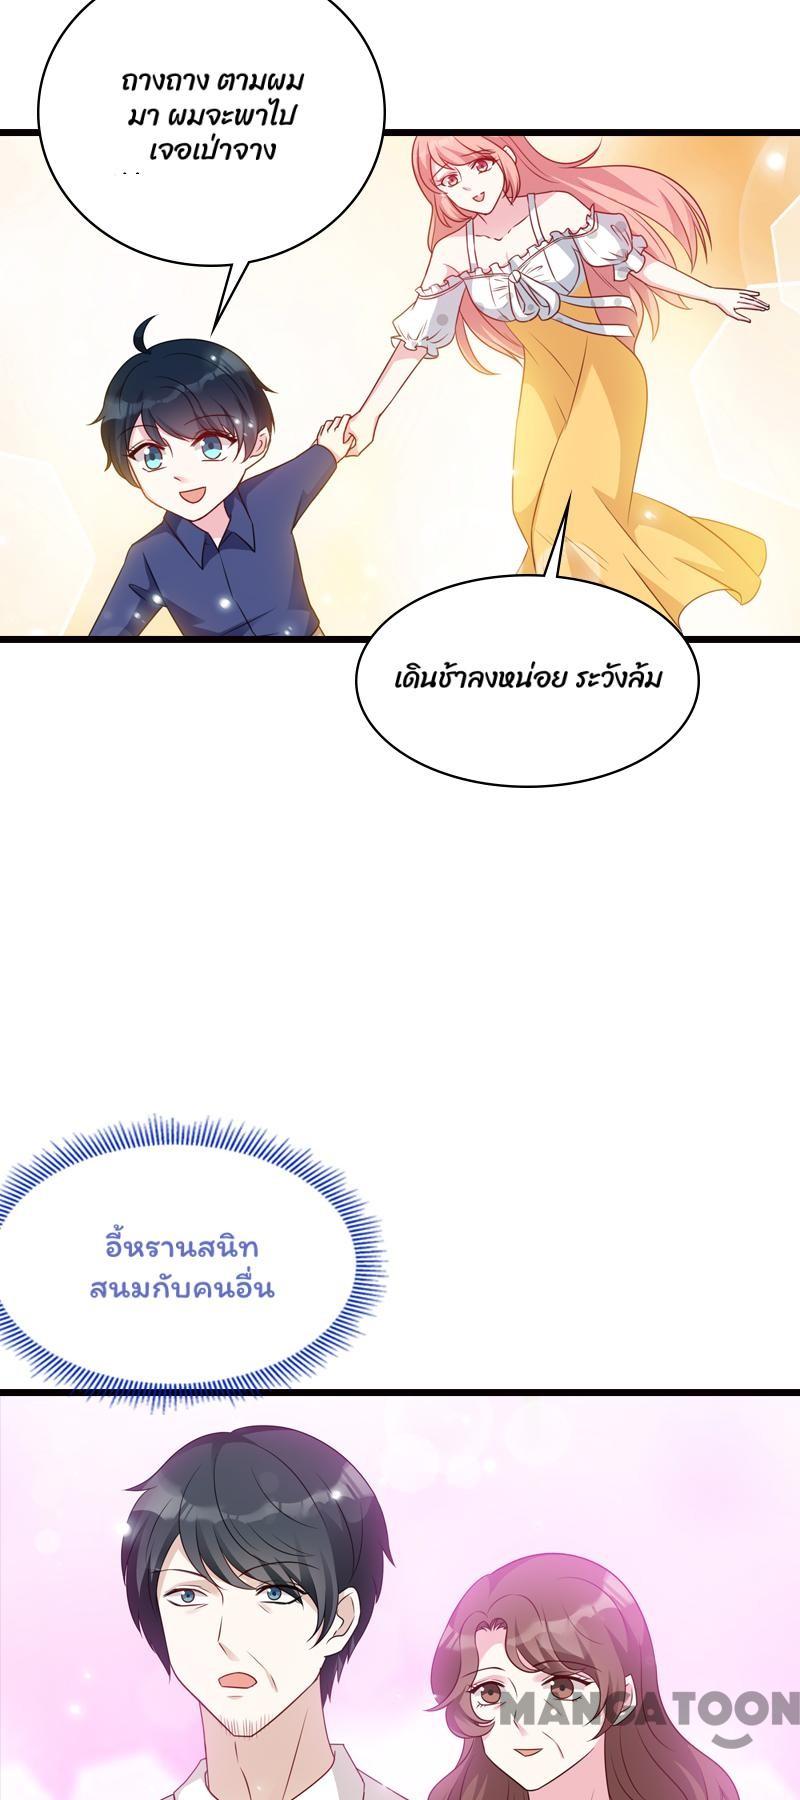 ถางถาง ตามผม
มา ผมจะพาไป
เจอเป่าจาง
เดินช้าลงหน่อย ระวังล้ม
อี้หรานสนิท
สนมกับคนอื่น
MANGATOON